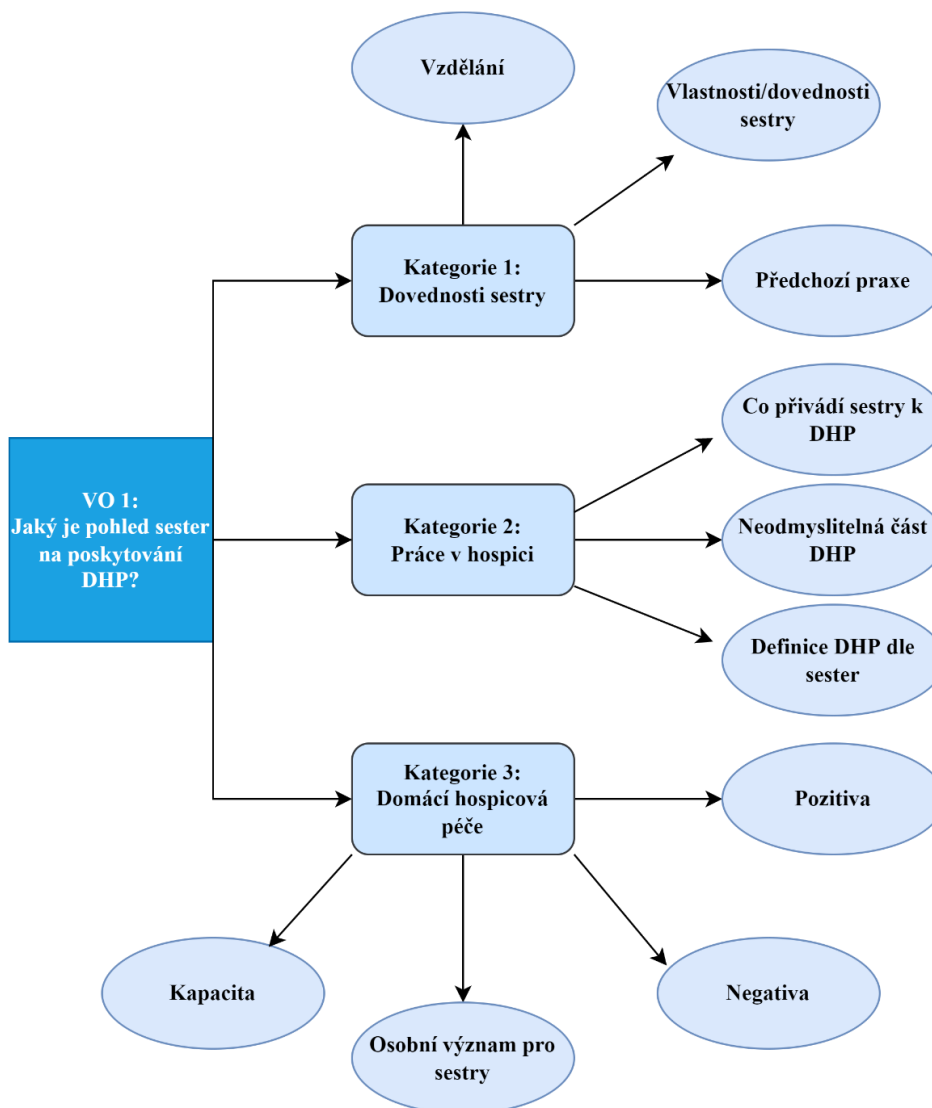 Vzdělání
Vlastnosti/dovednosti
sestry
Kategorie 1:
Dovednosti sestry
Předchozí praxe
Co přivádí sestry k
DHP
VO 1:
Jaký je pohled sester
na poskytování
DHP?
Kategorie 2:
Práce v hospici
Neodmyslitelná část
DHP
Definice DHP dle
sester
Kategorie 3:
Domácí hospicová
péče
Pozitiva
Kapacita
Osobní význam pro
sestry
Negativa